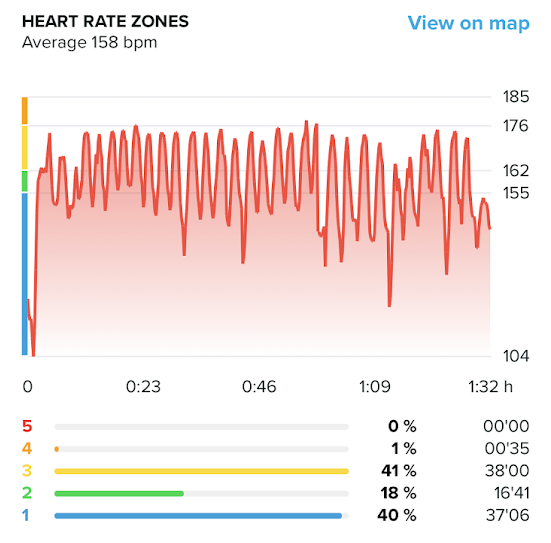 HEART RATE ZONES
View on map
Average 158 bpm
185
176
162
155
104
0 0:23 0:46 1:09 1:32 h
5 0 % 00'00
4 1 % 00'35
3 41 % 38'00
2 18 % 16'41
1 40 % 37'06